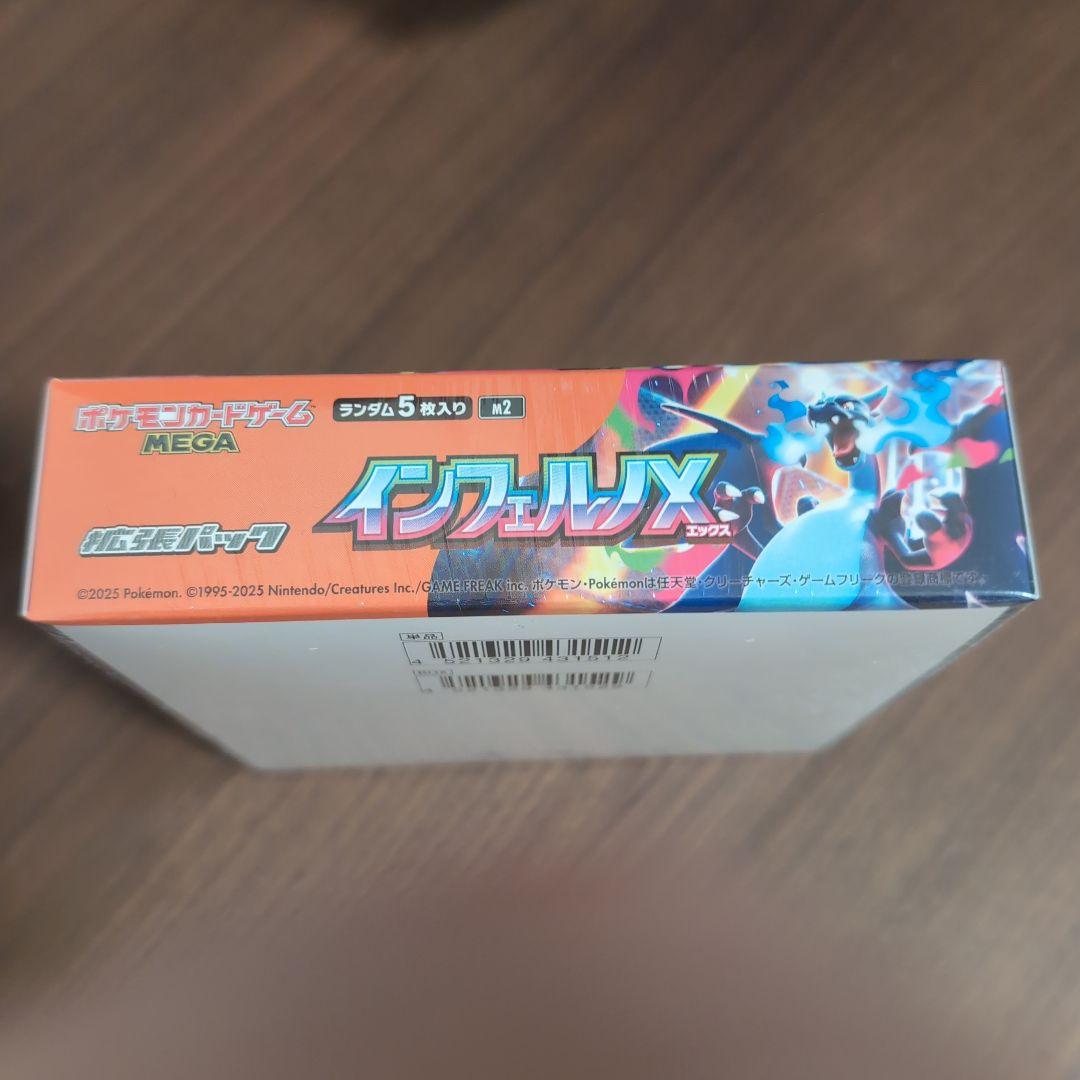 ポケモンカードゲーム
MEGA
ランダム5枚入り
M2
インフェルノX
エックス
拡張パック
©2025 Pokémon. ©1995-2025 Nintendo/Creatures Inc./GAME FREAK inc. ポケモン・Pokémonは任天堂・クリーチャーズ・ゲームフリークの登録商標です。
単品
4 521329 431512